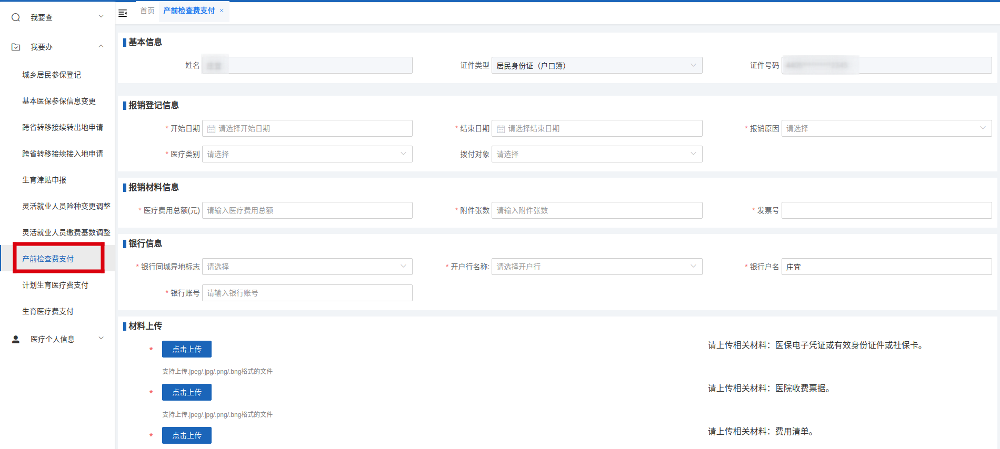 我要查
我要办
城乡居民参保登记
基本医保参保信息变更
跨省转移接续转出地申请
跨省转移接续接入地申请
生育津贴申报
灵活就业人员险种变更调整
灵活就业人员缴费基数调整
产前检查费支付
计划生育医疗费支付
生育医疗费支付
医疗个人信息
首页 产前检查费支付 ×
基本信息
姓名 证件类型 居民身份证（户口簿） 证件号码
报销登记信息
* 开始日期 请选择开始日期 * 结束日期 请选择结束日期 * 报销原因 请选择
* 医疗类别 请选择 拨付对象 请选择
报销材料信息
* 医疗费用总额(元) 请输入医疗费用总额 * 附件张数 请输入附件张数 * 发票号
银行信息
* 银行同城异地标志 请选择 * 开户行名称: 请选择开户行 * 银行户名 庄宜
* 银行账号 请输入银行账号
材料上传
* 点击上传 请上传相关材料：医保电子凭证或有效身份证件或社保卡。
支持上传.jpeg/.jpg/.png/.bng格式的文件
* 点击上传 请上传相关材料：医院收费票据。
支持上传.jpeg/.jpg/.png/.bng格式的文件
* 点击上传 请上传相关材料：费用清单。